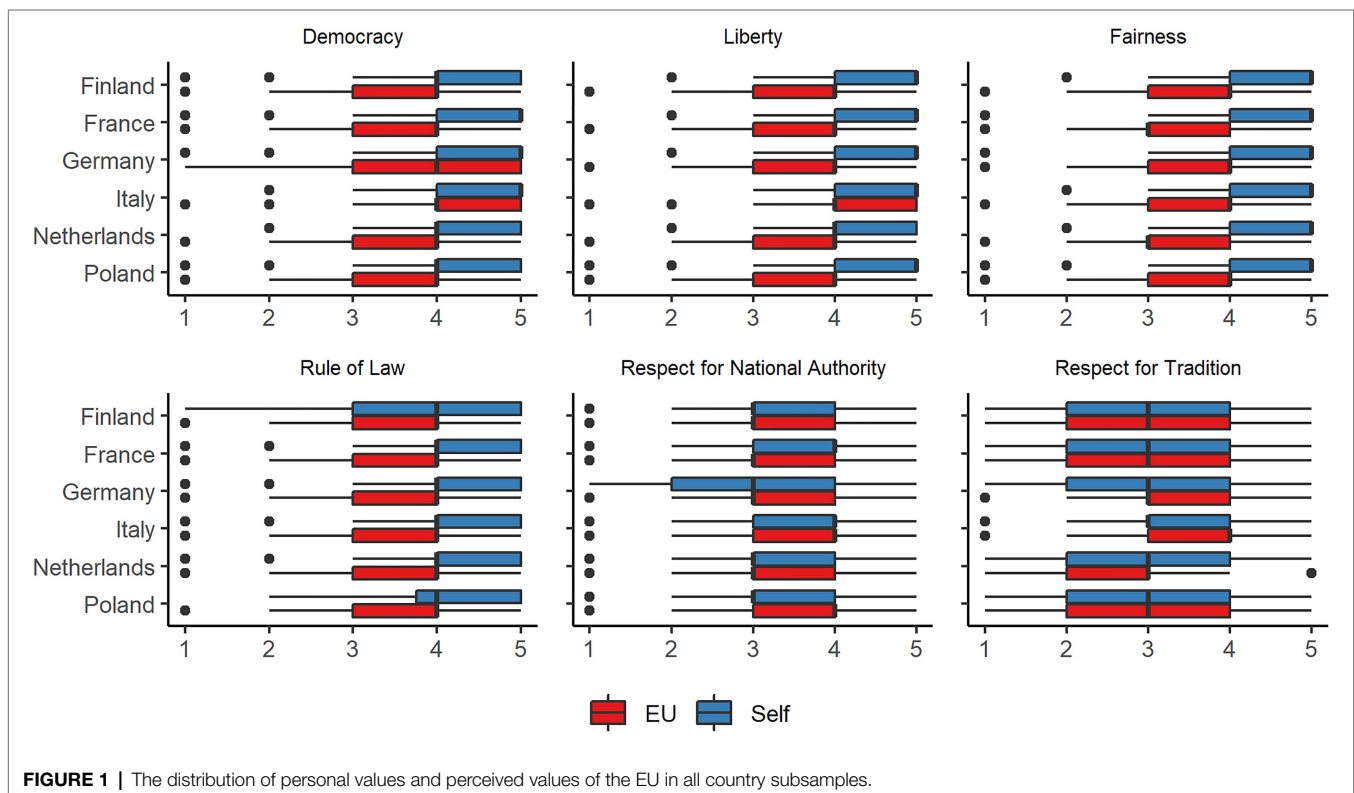 Democracy Liberty Fairness
Finland
France
Germany
Italy
Netherlands
Poland
1 2 3 4 5 1 2 3 4 5 1 2 3 4 5
Rule of Law Respect for National Authority Respect for Tradition
Finland
France
Germany
Italy
Netherlands
Poland
1 2 3 4 5 1 2 3 4 5 1 2 3 4 5
EU Self
FIGURE 1 | The distribution of personal values and perceived values of the EU in all country subsamples.